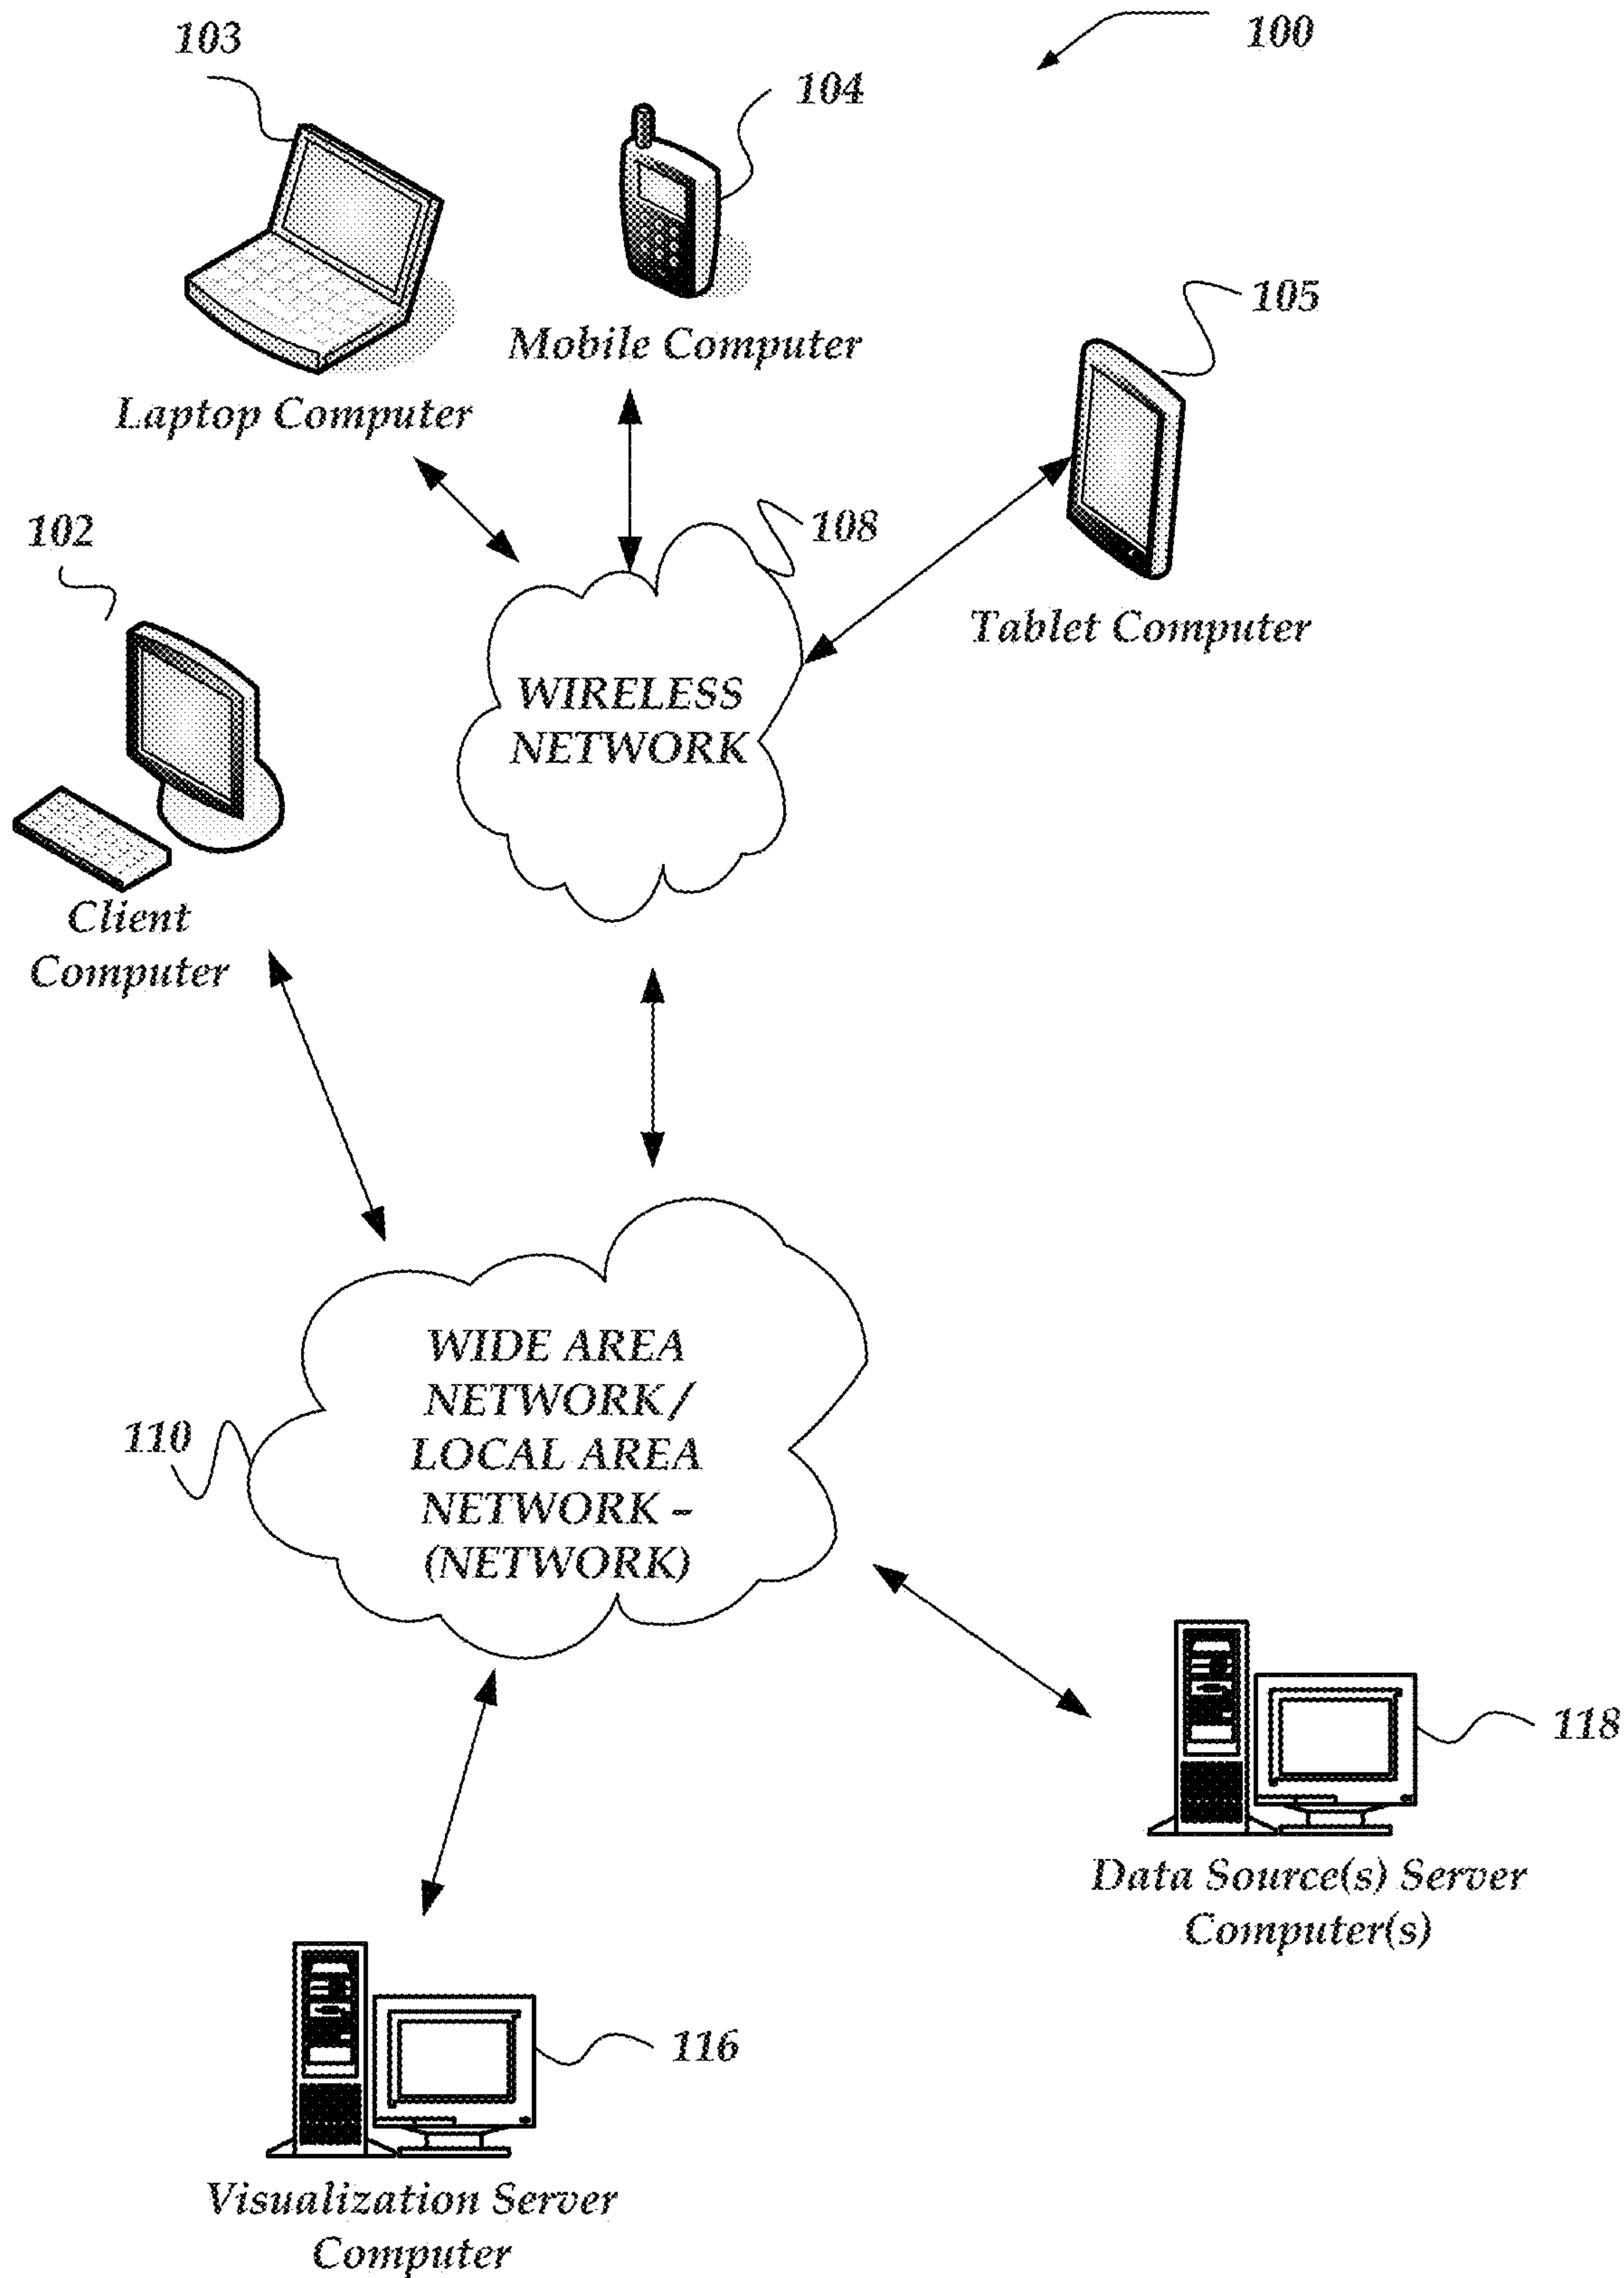 103
100
104
105
Mobile Computer
Laptop Computer
108
102
Tablet Computer
WIRELESS
NETWORK
Client
Computer
WIDE AREA
NETWORK /
LOCAL AREA
NETWORK –
(NETWORK)
110
118
Data Source(s) Server
Computer(s)
116
Visualization Server
Computer